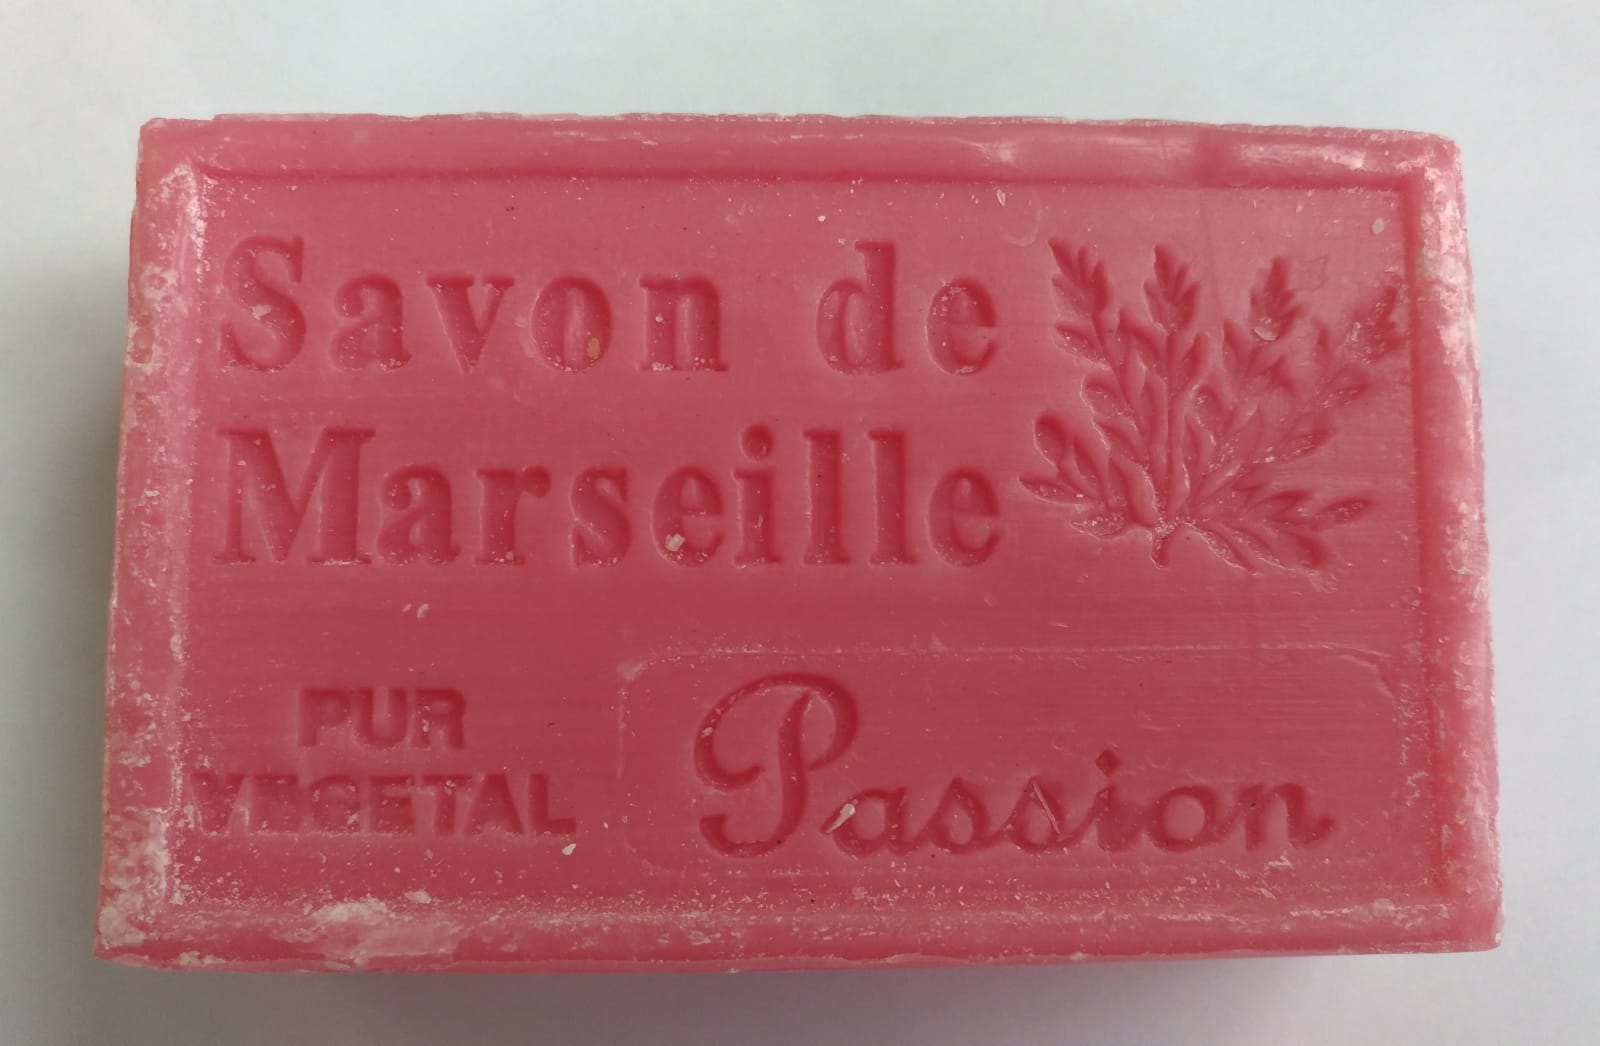 Savon de
Marseille
PUR
VEGETAL
Passion